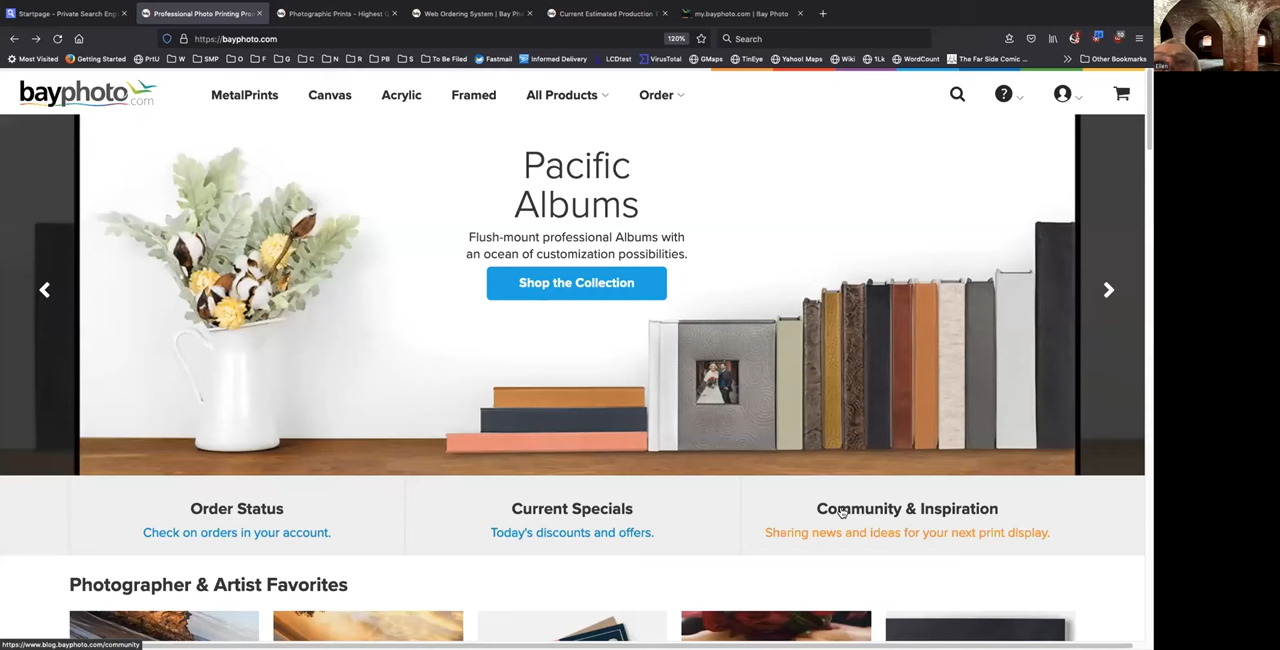 Startpage - Private Search Eng
Professional Photo Printing Pro
Photographic Prints - Highest Q
Web Ordering System | Bay Pho
Current Estimated Production T
my.bayphoto.com | Bay Photo
https://bayphoto.com
120%
Search
Most Visited
Getting Started
PrtU
W
SMP
O
F
G
K
N
R
PB
S
To Be Filed
Fastmail
Informed Delivery
LCDtest
VirusTotal
GMaps
TinEye
Yahoo! Maps
Wiki
1Lk
WordCount
The Far Side Comic ...
Other Bookmarks
Ellen
bayphoto.com
MetalPrints
Canvas
Acrylic
Framed
All Products
Order
Pacific
Albums
Flush-mount professional Albums with
an ocean of customization possibilities.
Shop the Collection
Order Status
Check on orders in your account.
Current Specials
Today's discounts and offers.
Community & Inspiration
Sharing news and ideas for your next print display.
Photographer & Artist Favorites
https://www.blog.bayphoto.com/community